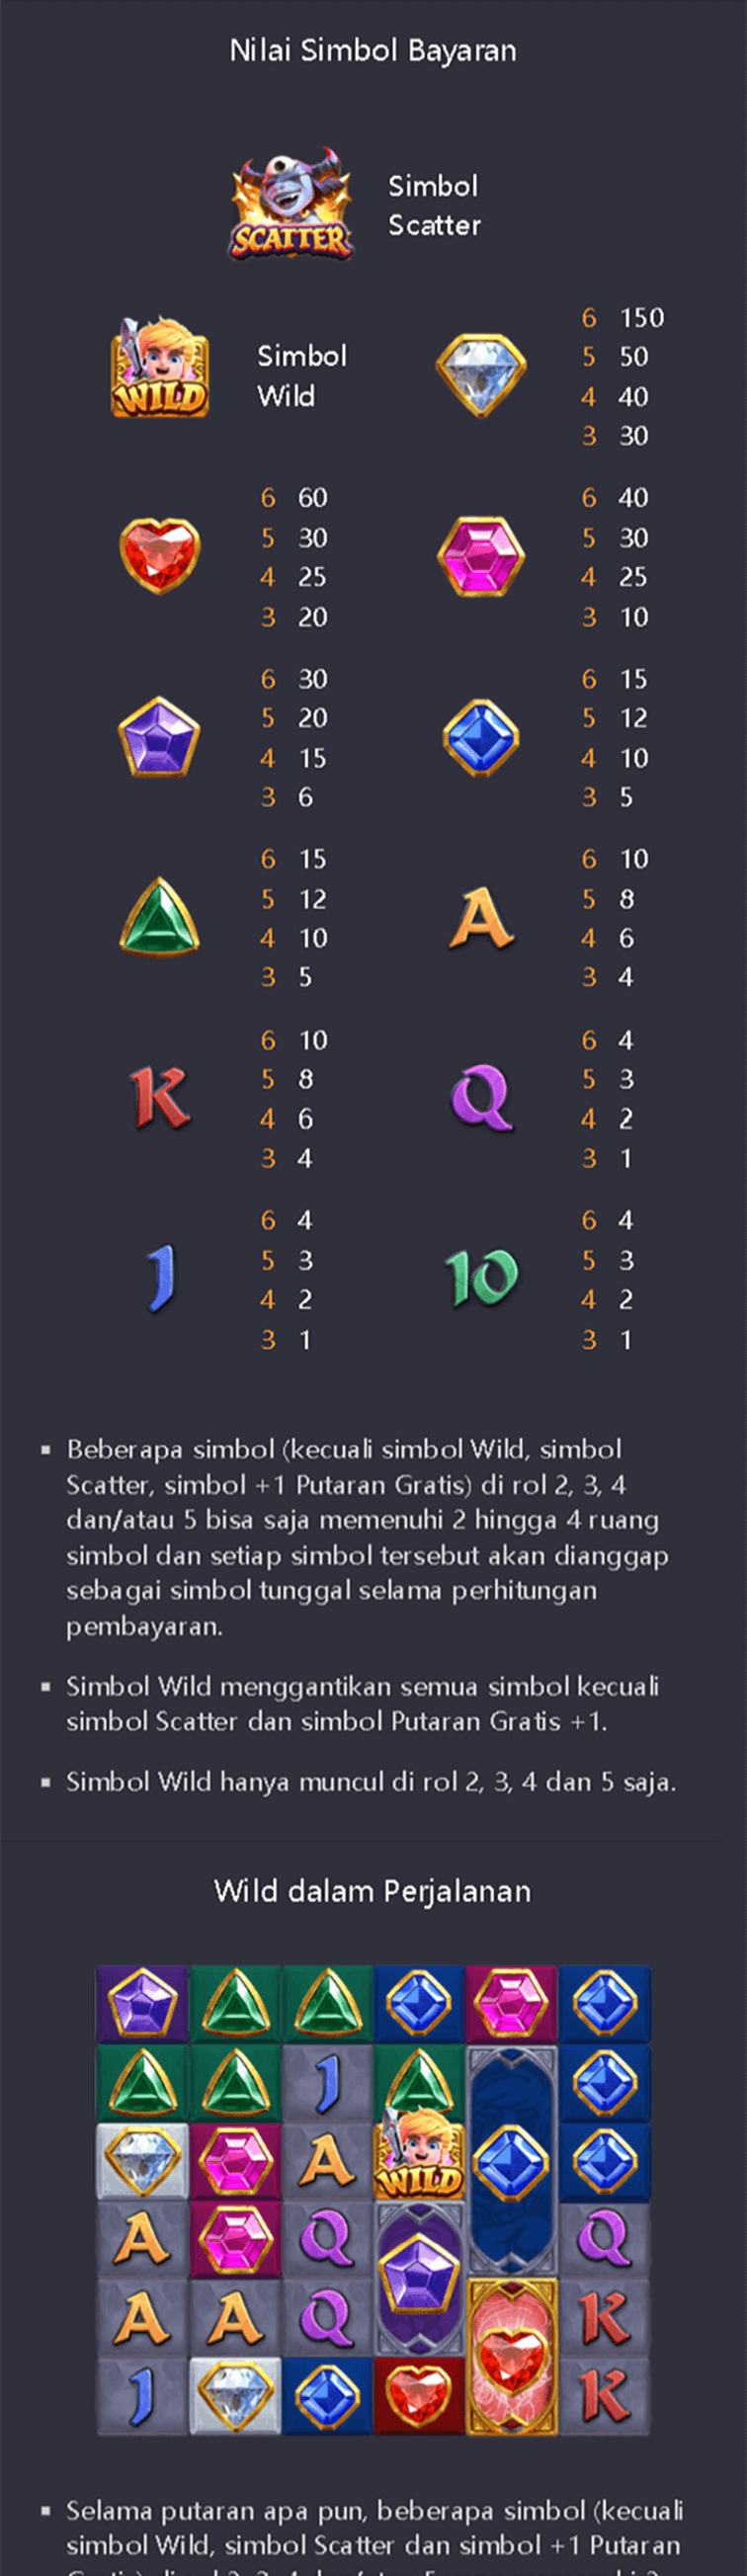 Nilai Simbol Bayaran
SCATTER
Simbol
Scatter
WILD
Simbol
Wild
6 150
5 50
4 40
3 30
6 60
5 30
4 25
3 20
6 40
5 30
4 25
3 10
6 30
5 20
4 15
3 6
6 15
5 12
4 10
3 5
6 15
5 12
4 10
3 5
A
6 10
5 8
4 6
3 4
K
6 10
5 8
4 6
3 4
Q
6 4
5 3
4 2
3 1
J
6 4
5 3
4 2
3 1
10
6 4
5 3
4 2
3 1
▪ Beberapa simbol (kecuali simbol Wild, simbol
Scatter, simbol +1 Putaran Gratis) di rol 2, 3, 4
dan/atau 5 bisa saja memenuhi 2 hingga 4 ruang
simbol dan setiap simbol tersebut akan dianggap
sebagai simbol tunggal selama perhitungan
pembayaran.
▪ Simbol Wild menggantikan semua simbol kecuali
simbol Scatter dan simbol Putaran Gratis +1.
▪ Simbol Wild hanya muncul di rol 2, 3, 4 dan 5 saja.
Wild dalam Perjalanan
J
A WILD
A Q Q
A A Q K
J K
▪ Selama putaran apa pun, beberapa simbol (kecuali
simbol Wild, simbol Scatter dan simbol +1 Putaran